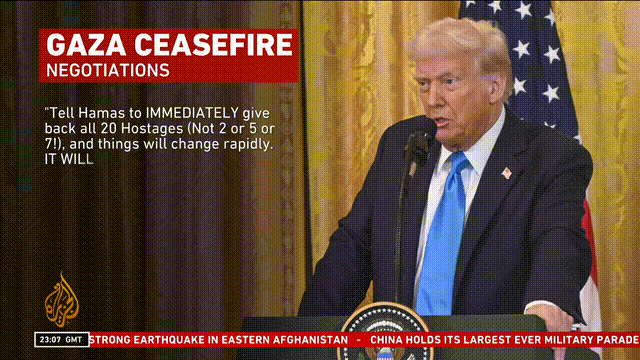 GAZA CEASEFIRE
NEGOTIATIONS
"Tell Hamas to IMMEDIATELY give
back all 20 Hostages (Not 2 or 5 or
7!), and things will change rapidly.
IT WILL
23:07 GMT
STRONG EARTHQUAKE IN EASTERN AFGHANISTAN - CHINA HOLDS ITS LARGEST EVER MILITARY PARADE